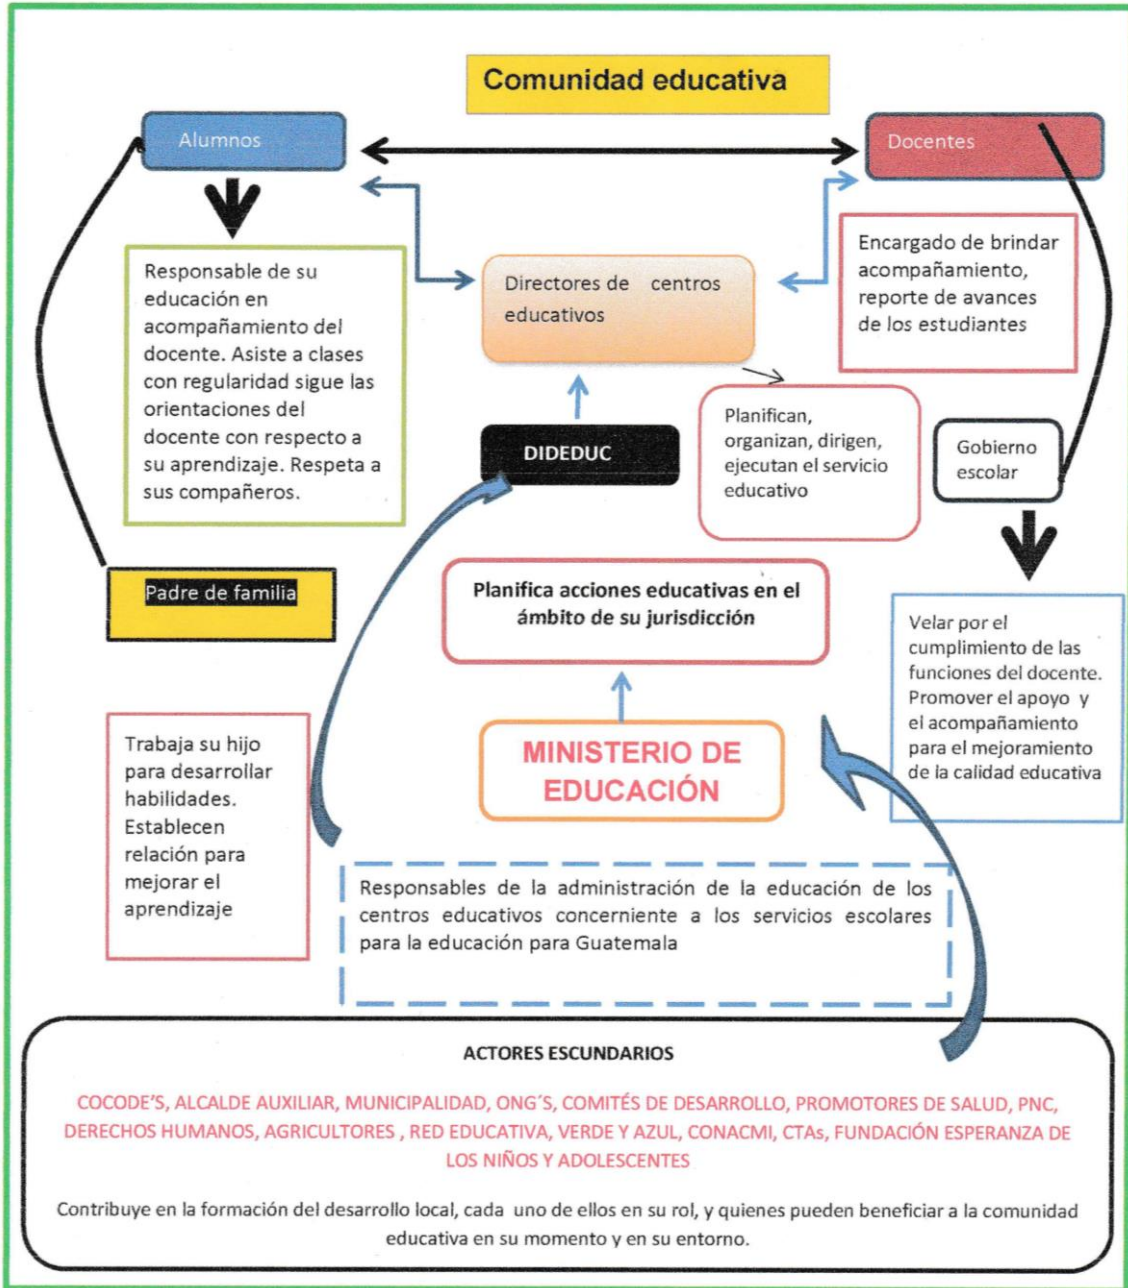 Comunidad educativa
Alumnos
Docentes
Responsable de su
educación en
acompañamiento del
docente. Asiste a clases
con regularidad sigue las
orientaciones del
docente con respecto a
su aprendizaje. Respeta a
sus compañeros.
Directores de centros
educativos
Encargado de brindar
acompañamiento,
reporte de avances
de los estudiantes
DIDEDUC
Planifican,
organizan, dirigen,
ejecutan el servicio
educativo
Gobierno
escolar
Padre de familia
Planifica acciones educativas en el
ámbito de su jurisdicción
Velar por el
cumplimiento de las
funciones del docente.
Promover el apoyo y
el acompañamiento
para el mejoramiento
de la calidad educativa
Trabaja su hijo
para desarrollar
habilidades.
Establecen
relación para
mejorar el
aprendizaje
MINISTERIO DE
EDUCACIÓN
Responsables de la administración de la educación de los
centros educativos concerniente a los servicios escolares
para la educación para Guatemala
ACTORES ESCUNDARIOS
COCODE'S, ALCALDE AUXILIAR, MUNICIPALIDAD, ONG´S, COMITÉS DE DESARROLLO, PROMOTORES DE SALUD, PNC,
DERECHOS HUMANOS, AGRICULTORES , RED EDUCATIVA, VERDE Y AZUL, CONACMI, CTAs, FUNDACIÓN ESPERANZA DE
LOS NIÑOS Y ADOLESCENTES
Contribuye en la formación del desarrollo local, cada uno de ellos en su rol, y quienes pueden beneficiar a la comunidad
educativa en su momento y en su entorno.